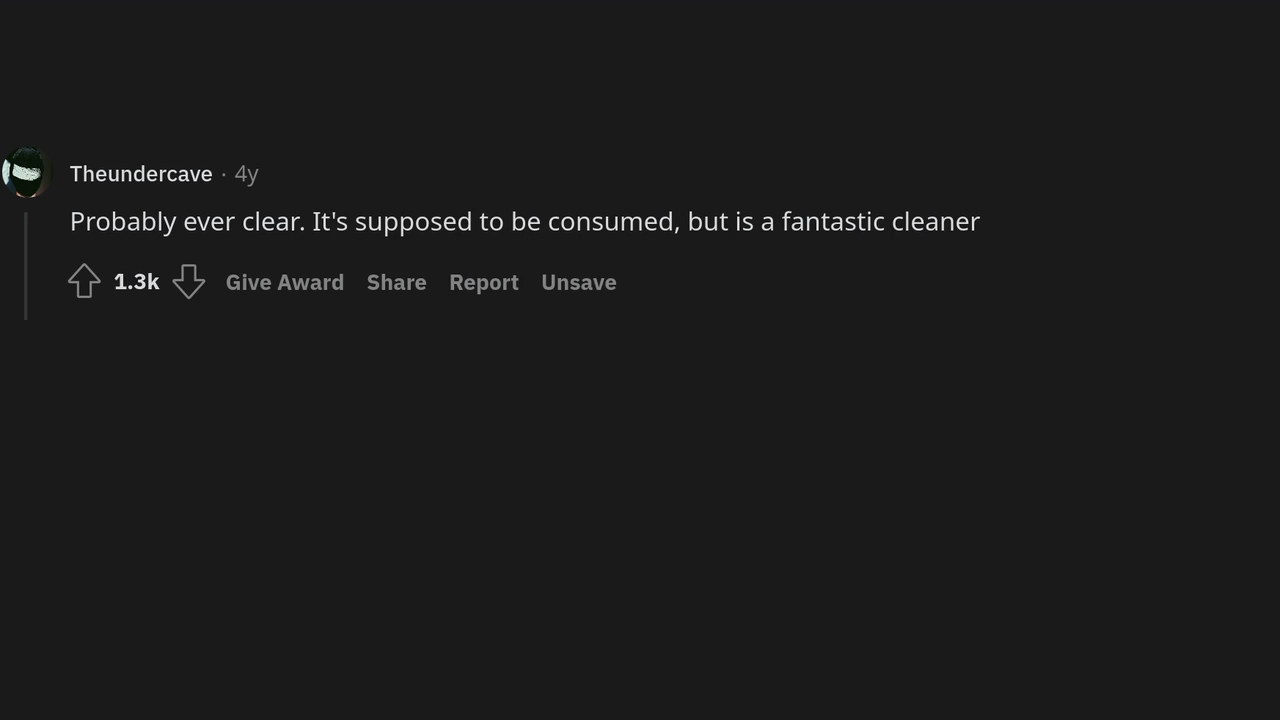 Theundercave · 4y
Probably ever clear. It's supposed to be consumed, but is a fantastic cleaner
1.3k Give Award Share Report Unsave